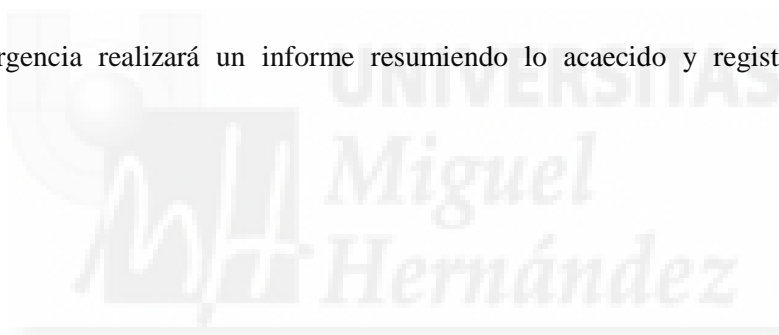 rgencia realizará un informe resumiendo lo acaecido y regist
UNIVERSITAS
Miguel
Hernández